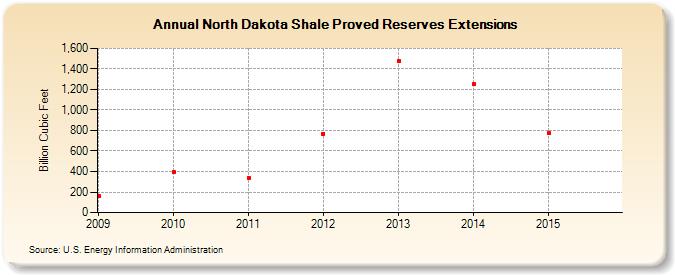 Annual North Dakota Shale Proved Reserves Extensions
Billion Cubic Feet
1,600
1,400
1,200
1,000
800
600
400
200
0
2009 2010 2011 2012 2013 2014 2015
Source: U.S. Energy Information Administration